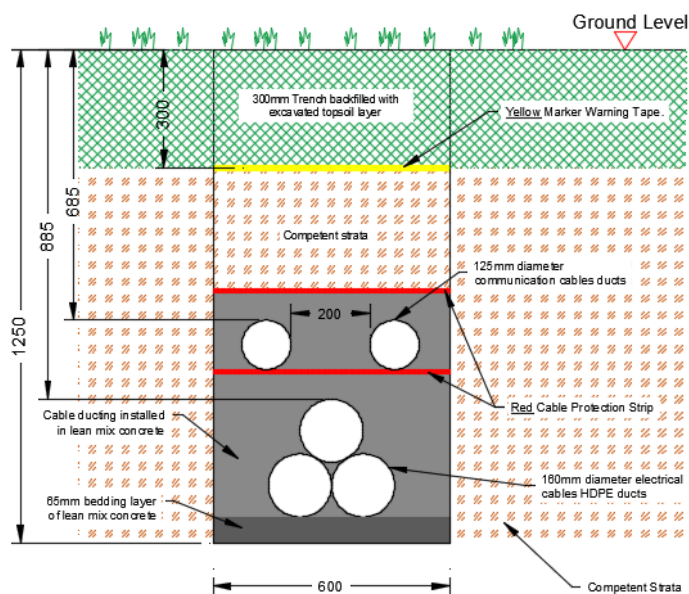 Ground Level
300mm Trench backfilled with
excavated topsoil layer
Yellow Marker Warning Tape.
300
685
885
1250
Competent strata
125mm diameter
communication cables ducts
200
Red Cable Protection Strip
Cable ducting installed
in lean mix concrete
160mm diameter electrical
cables HDPE ducts
65mm bedding layer
of lean mix concrete
600
Competent Strata